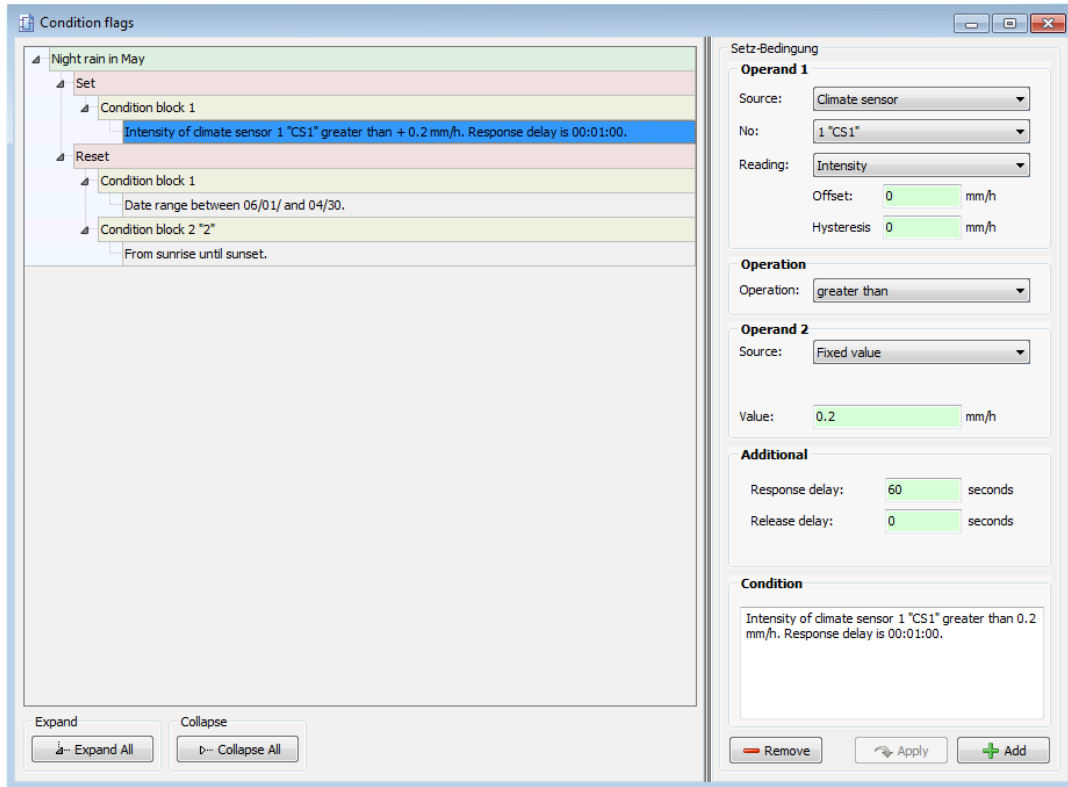 Condition flags
Night rain in May
Set
Condition block 1
Intensity of climate sensor 1 "CS1" greater than + 0.2 mm/h. Response delay is 00:01:00.
Reset
Condition block 1
Date range between 06/01/ and 04/30.
Condition block 2 "2"
From sunrise until sunset.
Expand
Expand All
Collapse
Collapse All
Setz-Bedingung
Operand 1
Source: Climate sensor
No: 1 "CS1"
Reading: Intensity
Offset: 0 mm/h
Hysteresis 0 mm/h
Operation
Operation: greater than
Operand 2
Source: Fixed value
Value: 0.2 mm/h
Additional
Response delay: 60 seconds
Release delay: 0 seconds
Condition
Intensity of climate sensor 1 "CS1" greater than 0.2
mm/h. Response delay is 00:01:00.
Remove Apply Add